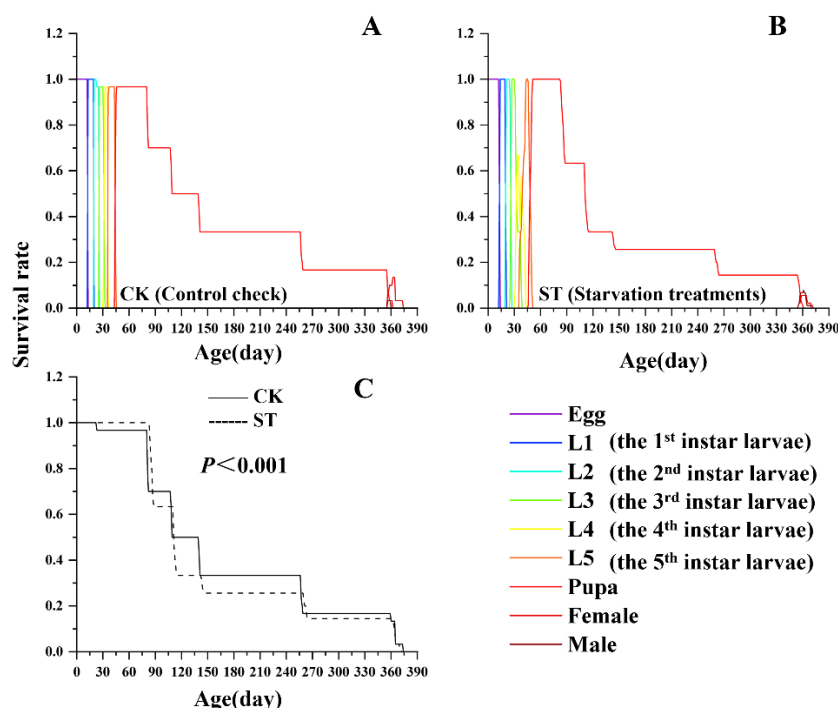 A
B
1.2
1.0
0.8
0.6
0.4
0.2
0.0
CK (Control check)
0 30 60 90 120 150 180 210 240 270 300 330 360 390
Age(day)
1.2
1.0
0.8
0.6
0.4
0.2
0.0
ST (Starvation treatments)
0 30 60 90 120 150 180 210 240 270 300 330 360 390
Age(day)
Survival rate
C
1.2
1.0
0.8
0.6
0.4
0.2
0.0
CK
ST
P<0.001
0 30 60 90 120 150 180 210 240 270 300 330 360 390
Age(day)
Egg
L1 (the 1st instar larvae)
L2 (the 2nd instar larvae)
L3 (the 3rd instar larvae)
L4 (the 4th instar larvae)
L5 (the 5th instar larvae)
Pupa
Female
Male